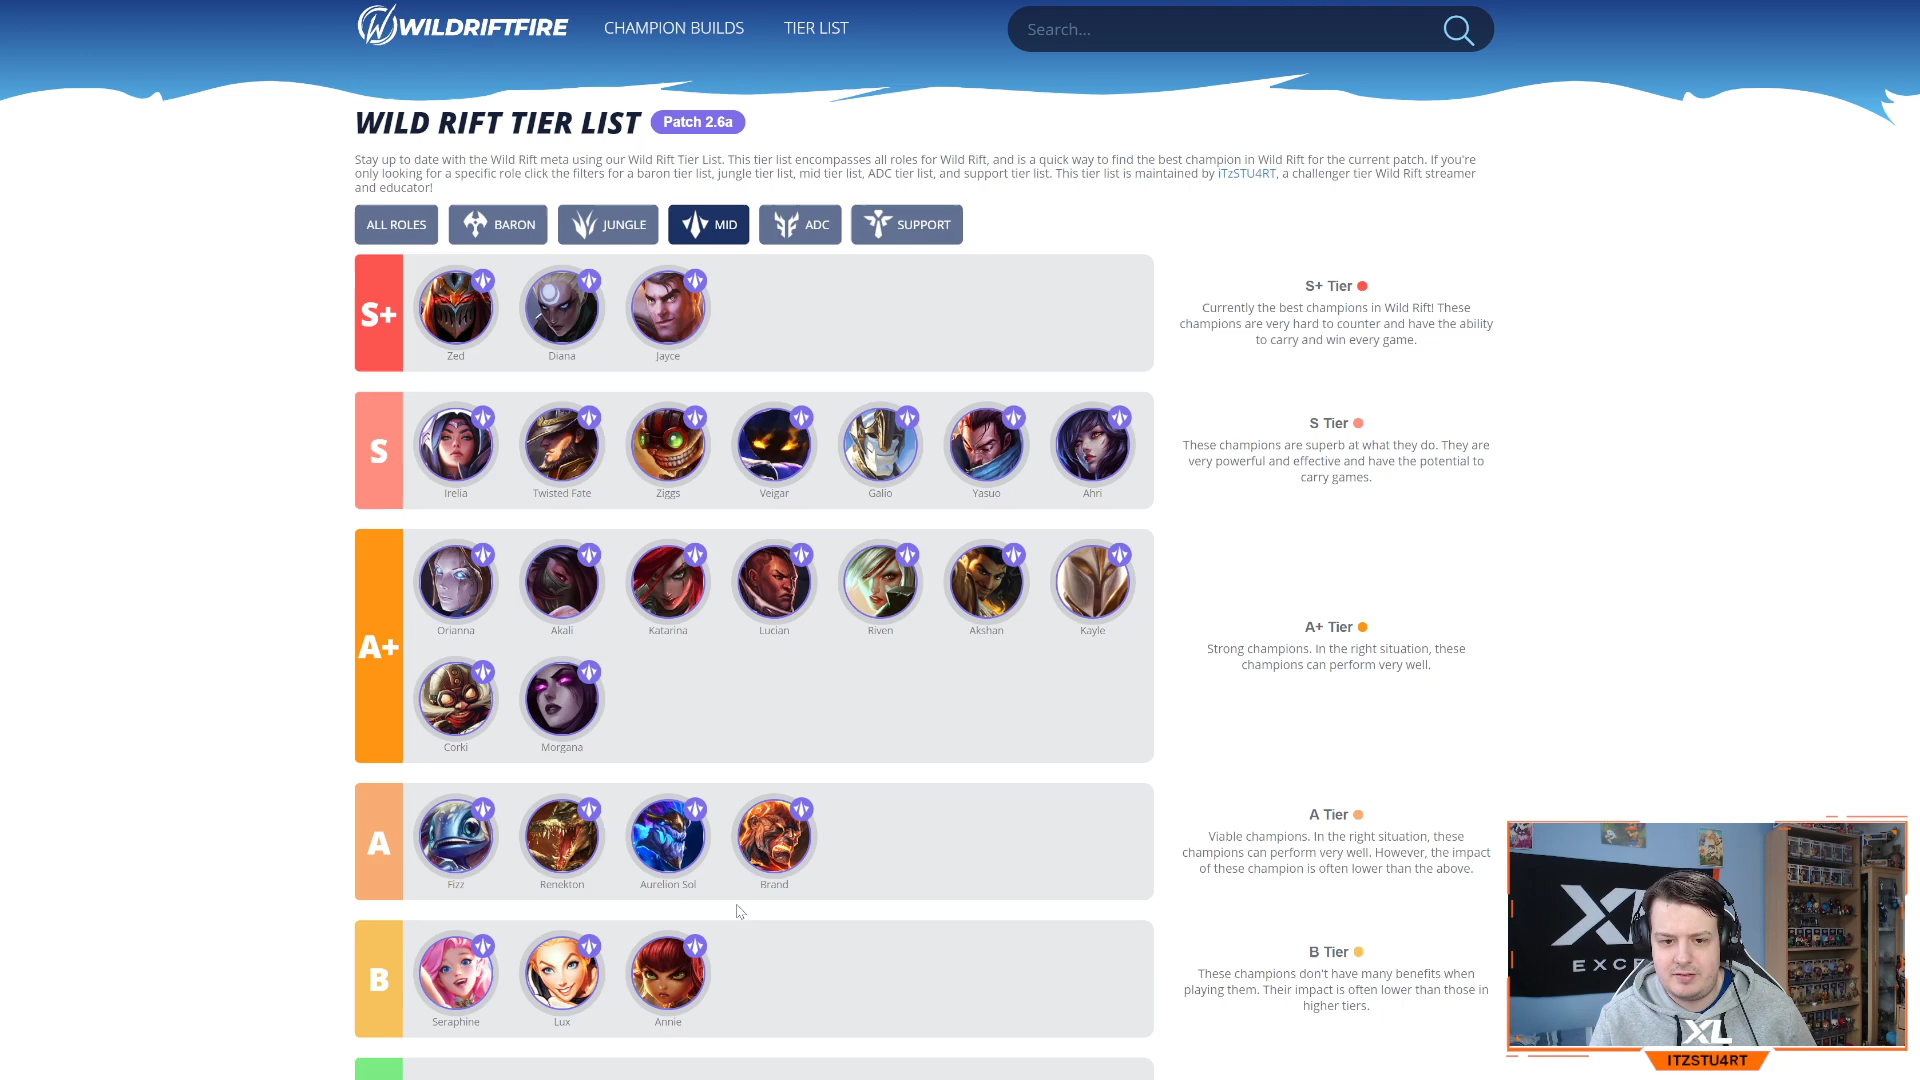 WILDRIFTFIRE
CHAMPION BUILDS
TIER LIST
Search...
WILD RIFT TIER LIST
Patch 2.6a
Stay up to date with the Wild Rift meta using our Wild Rift Tier List. This tier list encompasses all roles for Wild Rift, and is a quick way to find the best champion in Wild Rift for the current patch. If you're
only looking for a specific role click the filters for a baron tier list, jungle tier list, mid tier list, ADC tier list, and support tier list. This tier list is maintained by iTzSTU4RT, a challenger tier Wild Rift streamer
and educator!
ALL ROLES
BARON
JUNGLE
MID
ADC
SUPPORT
S+
Zed
Diana
Jayce
S+ Tier
Currently the best champions in Wild Rift! These
champions are very hard to counter and have the ability
to carry and win every game.
S
Irelia
Twisted Fate
Ziggs
Veigar
Galio
Yasuo
Ahri
S Tier
These champions are superb at what they do. They are
very powerful and effective and have the potential to
carry games.
A+
Orianna
Akali
Katarina
Lucian
Riven
Akshan
Kayle
Corki
Morgana
A+ Tier
Strong champions. In the right situation, these
champions can perform very well.
A
Fizz
Renekton
Aurelion Sol
Brand
A Tier
Viable champions. In the right situation, these
champions can perform very well. However, the impact
of these champion is often lower than the above.
B
Seraphine
Lux
Annie
B Tier
These champions don't have many benefits when
playing them. Their impact is often lower than those in
higher tiers.
XL
EXCE
XL
ITZSTU4RT